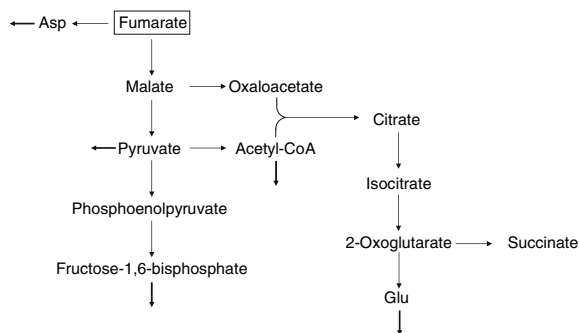 Asp Fumarate
Malate Oxaloacetate
Citrate
Pyruvate Acetyl-CoA
Isocitrate
Phosphoenolpyruvate
2-Oxoglutarate Succinate
Fructose-1,6-bisphosphate
Glu